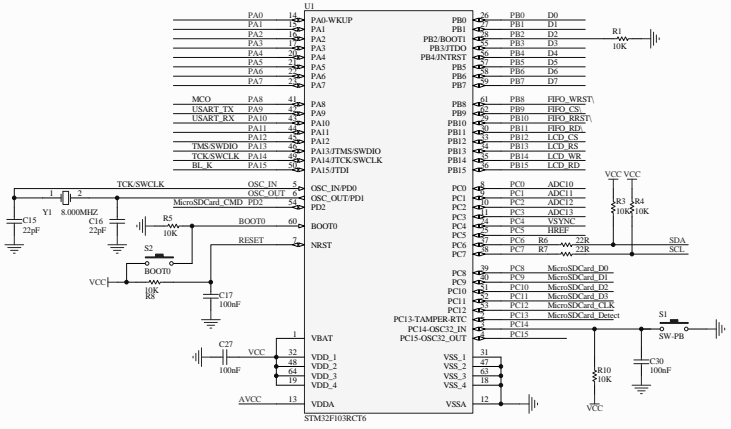 U1
PA0 14 PA0-WKUP PB0 26 PB0 D0
PA1 15 PA1 PB1 27 PB1 D1
PA2 16 PA2 PB2/BOOT1 28 PB2 D2 R1
PA3 17 PA3 PB3/JTDO 55 PB3 D3 10K
PA4 20 PA4 PB4/JNTRST 56 PB4 D4
PA5 21 PA5 PB5 57 PB5 D5
PA6 22 PA6 PB6 58 PB6 D6
PA7 23 PA7 PB7 59 PB7 D7
MCO PA8 41 PA8 PB8 61 PB8 FIFO_WRST\
USART_TX PA9 42 PA9 PB9 62 PB9 FIFO_CS\
USART_RX PA10 43 PA10 PB10 29 PB10 FIFO_RRST\
PA11 44 PA11 PB11 30 PB11 FIFO_RD\
PA12 45 PA12 PB12 33 PB12 LCD_CS
TMS/SWDIO PA13 46 PA13/JTMS/SWDIO PB13 34 PB13 LCD_RS
TCK/SWCLK PA14 49 PA14/JTCK/SWCLK PB14 35 PB14 LCD_WR
BL_K PA15 50 PA15/JTDI PB15 36 PB15 LCD_RD
VCC VCC
TCK/SWCLK OSC_IN 5 OSC_IN/PD0 PC0 8 PC0 ADC10
1 2 OSC_OUT 6 OSC_OUT/PD1 PC1 9 PC1 ADC11
Y1 8.000MHZ MicroSDCard_CMD PD2 54 PD2 PC2 10 PC2 ADC12 R3 R4
10K 10K
PC3 11 PC3 ADC13
C15 22pF C16 22pF
R5 10K BOOT0 60 BOOT0 PC4 24 PC4 VSYNC
PC5 25 PC5 HREF
RESET 7 NRST PC6 37 PC6 R6 22R SDA
PC7 38 PC7 R7 22R SCL
S2
BOOT0
PC8 39 PC8 MicroSDCard_D0
VCC 10K PC9 40 PC9 MicroSDCard_D1
R8 PC10 51 PC10 MicroSDCard_D2
C17 100nF PC11 52 PC11 MicroSDCard_D3
PC12 53 PC12 MicroSDCard_CLK
PC13-TAMPER-RTC 2 PC13 MicroSDCard_Detect
PC14-OSC32_IN 3 PC14 S1
1 VBAT PC15-OSC32_OUT 4 PC15 SW-PB
C27 100nF VCC 32 VDD_1 VSS_1 31
48 VDD_2 VSS_2 47 C30
64 VDD_3 VSS_3 63 R10 100nF
19 VDD_4 VSS_4 18 10K
AVCC 13 VDDA VSSA 12 VCC
STM32F103RCT6